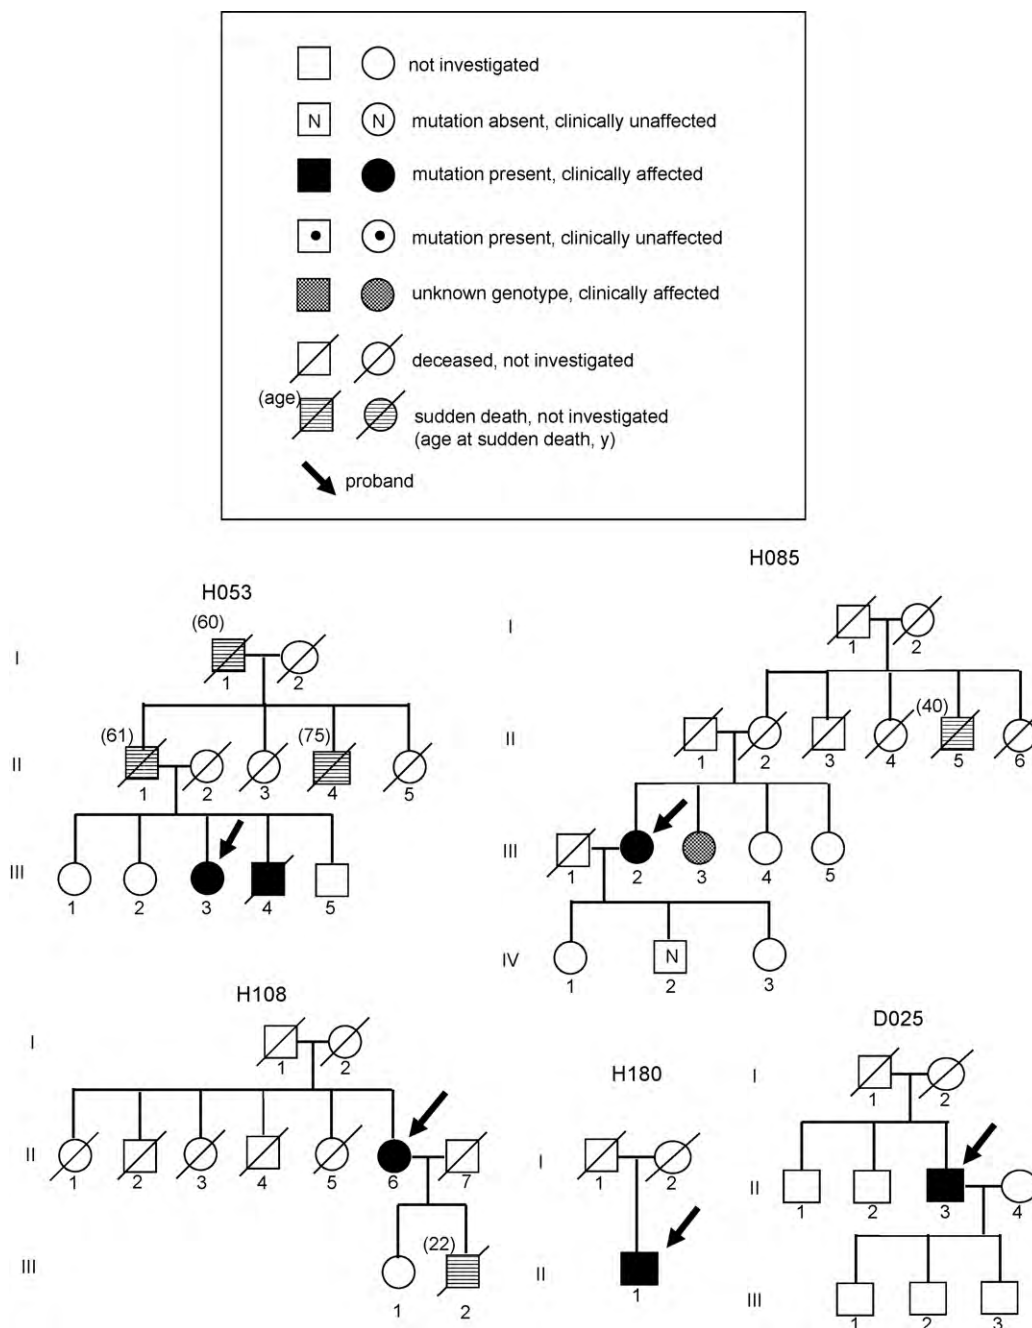 not investigated
N N mutation absent, clinically unaffected
mutation present, clinically affected
mutation present, clinically unaffected
unknown genotype, clinically affected
deceased, not investigated
(age)
sudden death, not investigated
(age at sudden death, y)
proband
H053
(60)
I
1 2
(61) (75)
II
1 2 3 4 5
III
1 2 3 4 5
H085
I
1 2
(40)
II
1 2 3 4 5 6
III
1 2 3 4 5
IV
N
1 2 3
H108
I
1 2
II
1 2 3 4 5 6 7
(22)
III
1 2
H180
I
1 2
II
1
D025
I
1 2
II
1 2 3 4
III
1 2 3